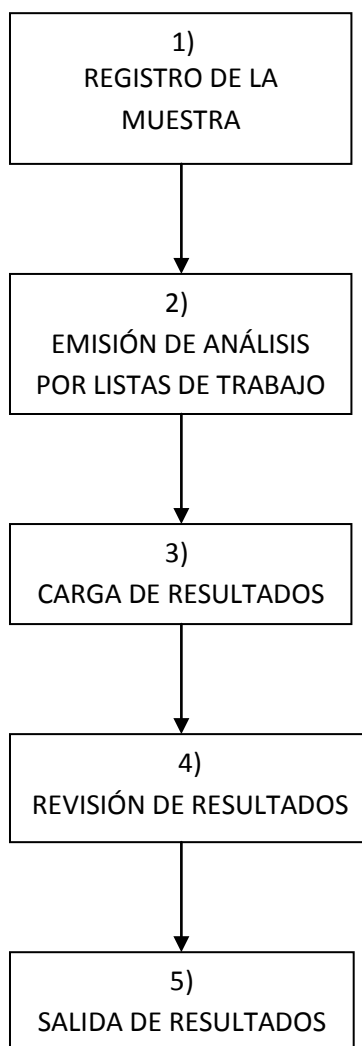 1)
REGISTRO DE LA
MUESTRA
2)
EMISIÓN DE ANÁLISIS
POR LISTAS DE TRABAJO
3)
CARGA DE RESULTADOS
4)
REVISIÓN DE RESULTADOS
5)
SALIDA DE RESULTADOS